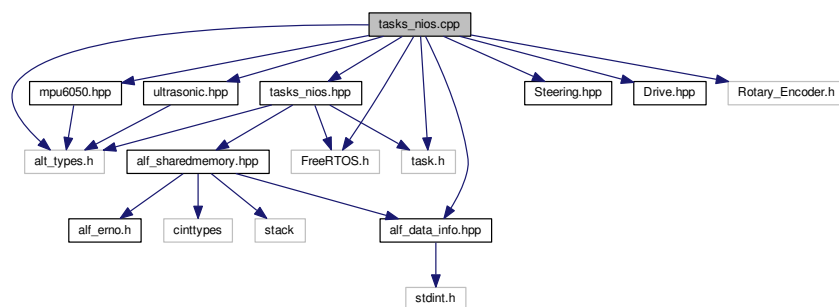 tasks_nios.cpp
mpu6050.hpp
ultrasonic.hpp
tasks_nios.hpp
Steering.hpp
Drive.hpp
Rotary_Encoder.h
alt_types.h
alf_sharedmemory.hpp
FreeRTOS.h
task.h
alf_erno.h
cinttypes
stack
alf_data_info.hpp
stdint.h